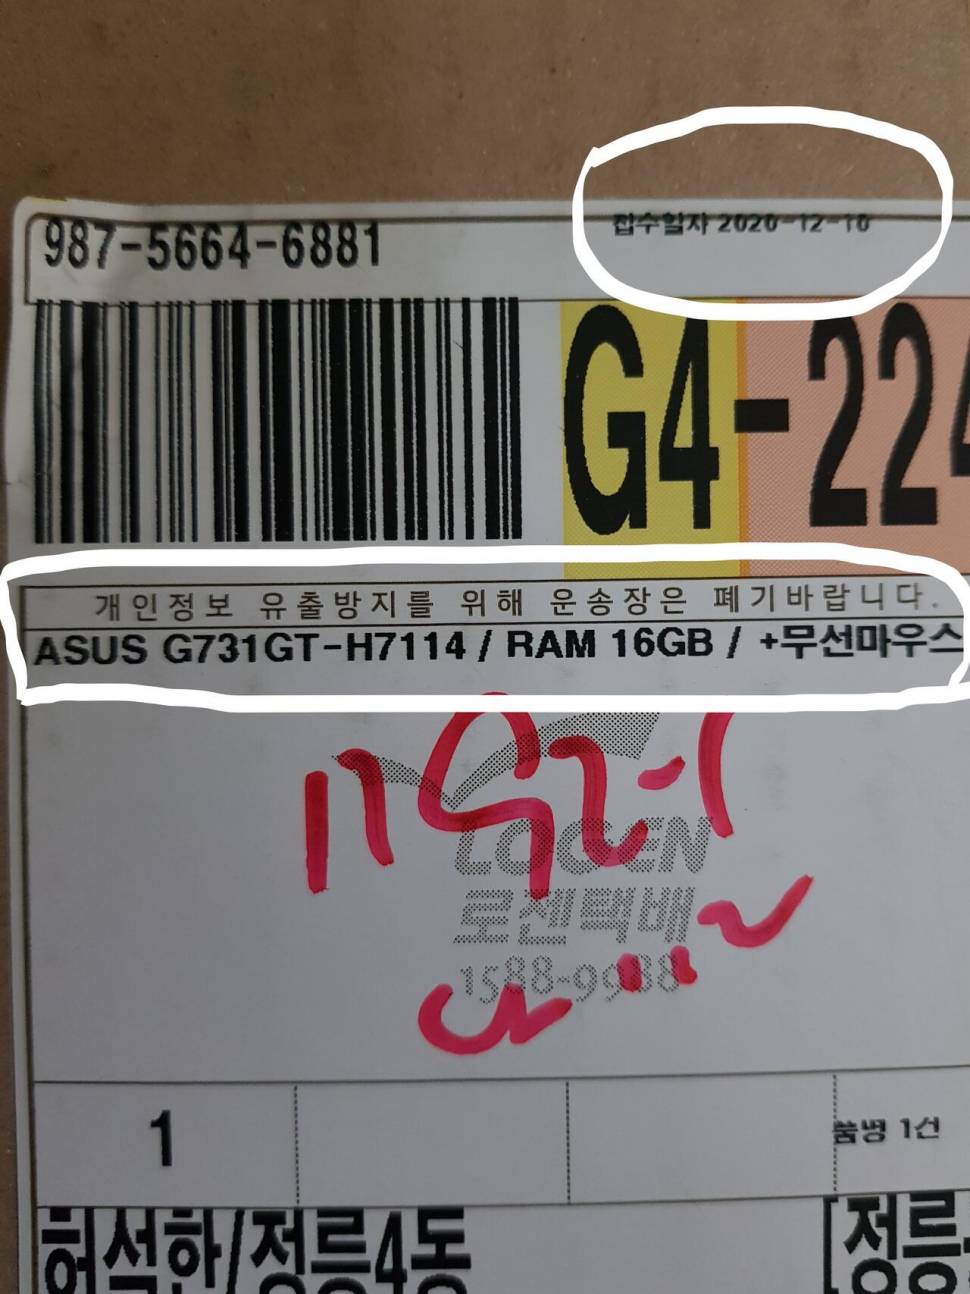 987-5664-6881
접수일자 2020-12-10
G4-224
개인정보 유출방지를 위해 운송장은 폐기바랍니다.
ASUS G731GT-H7114 / RAM 16GB / +무선마우스
LOGEN
로젠택배
1588-9988
1
품명 1건
허석한/정릉4동
[정릉